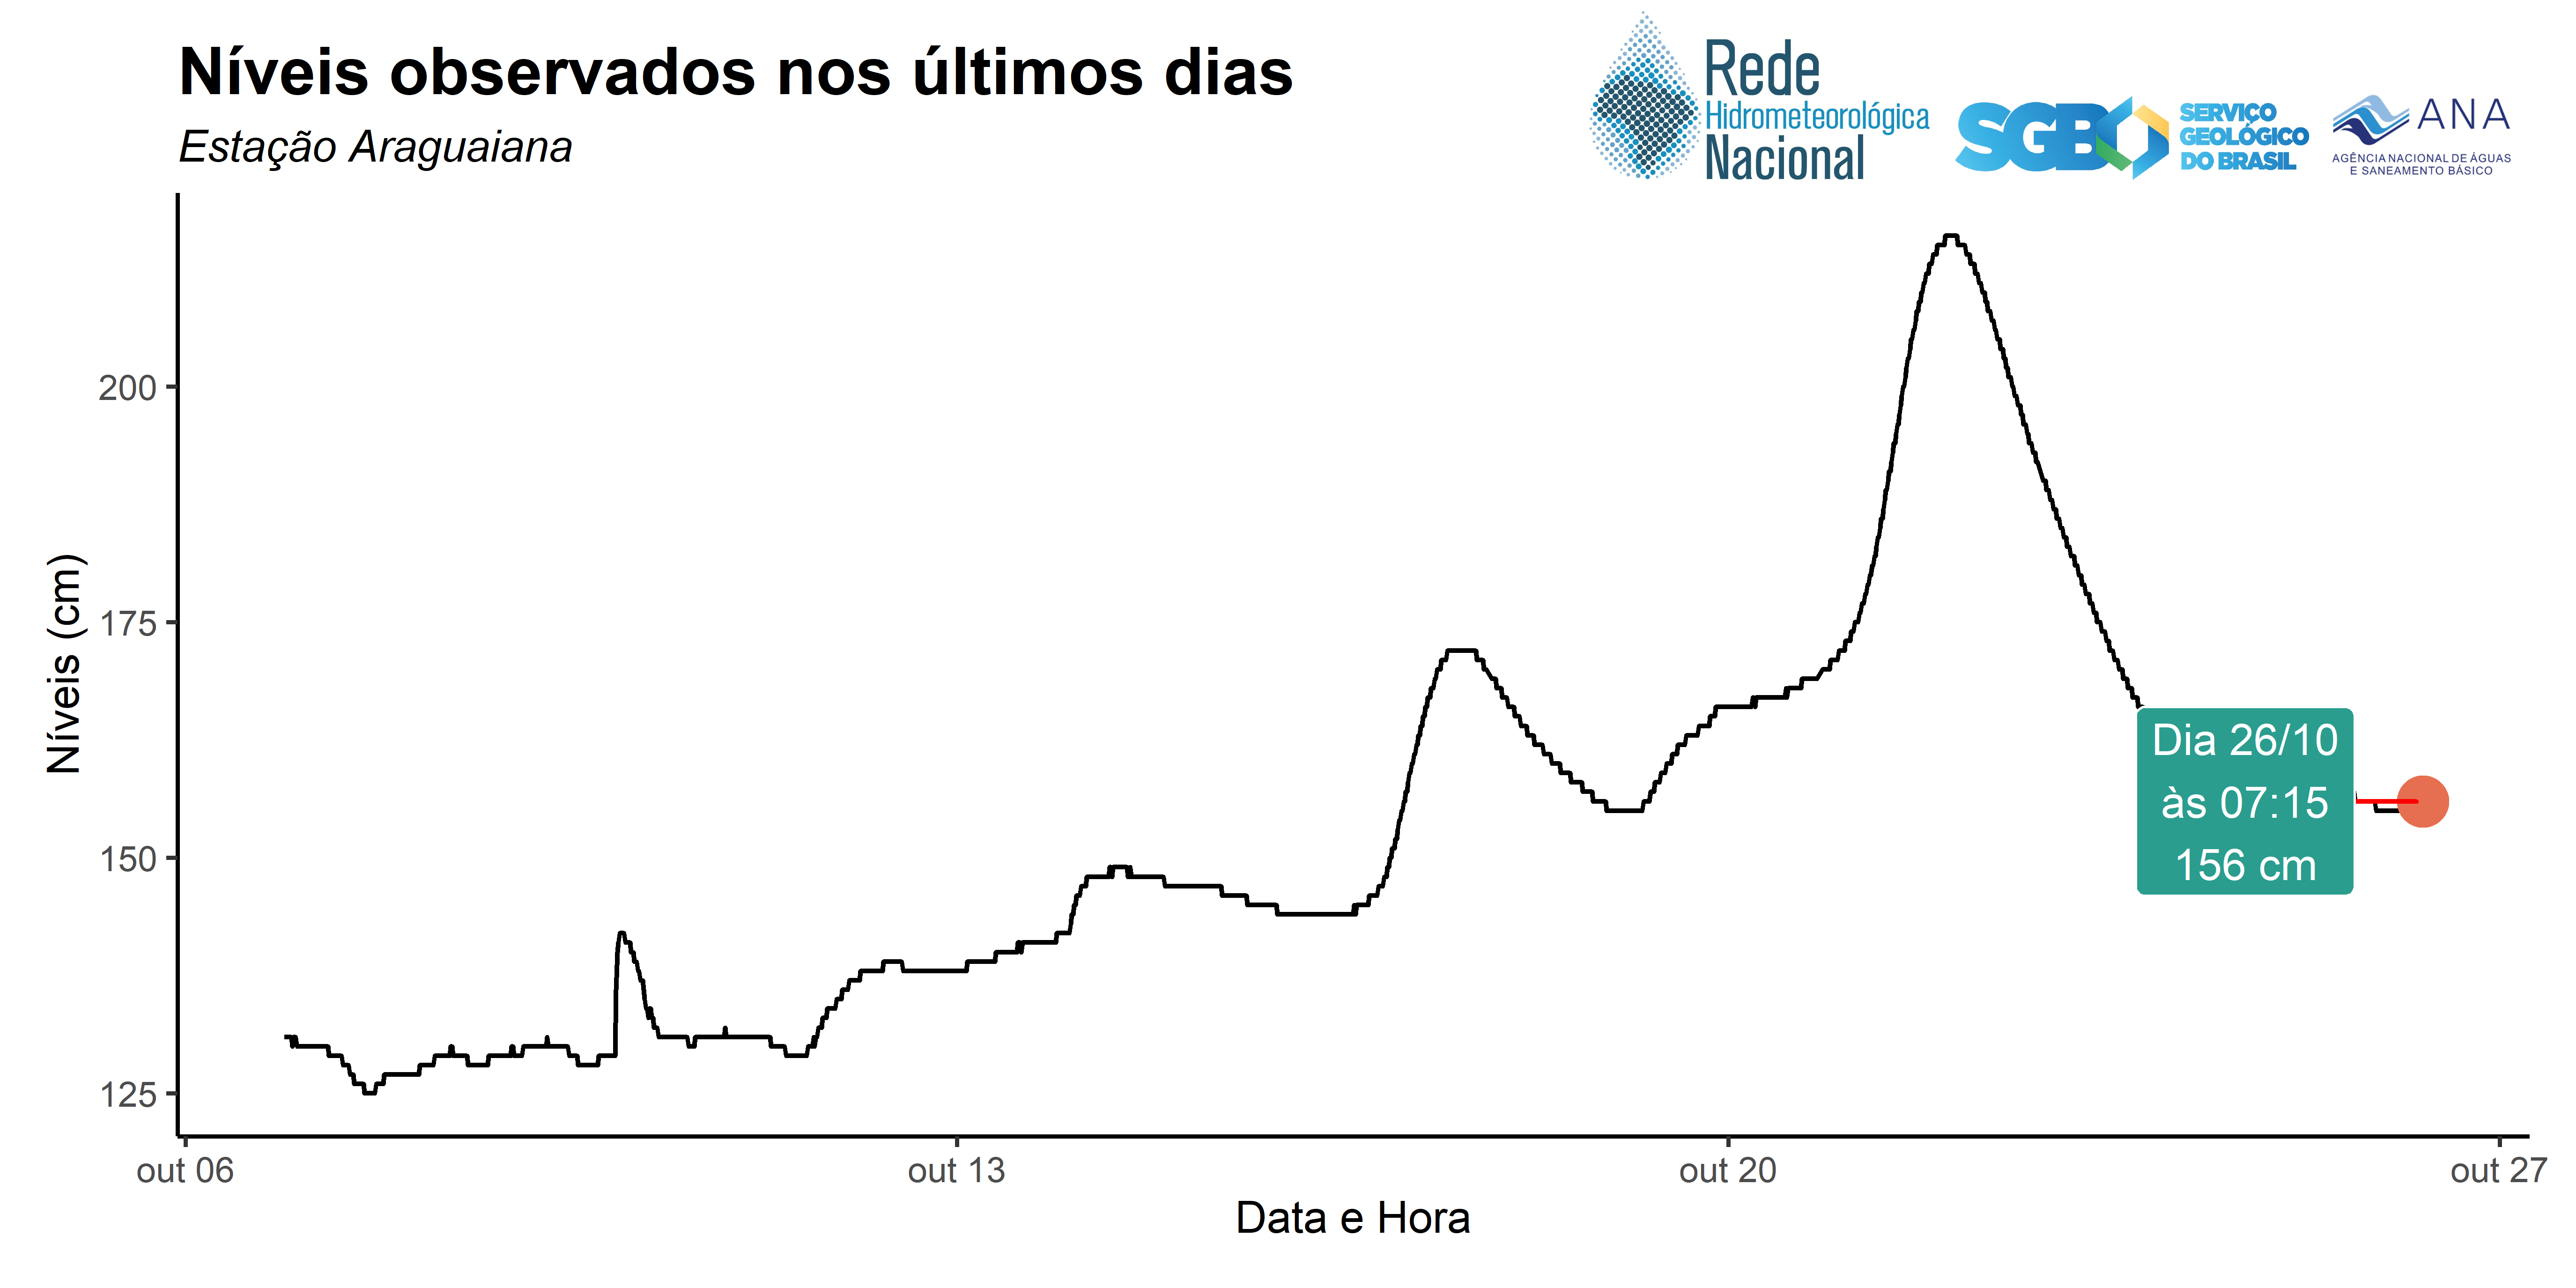 Níveis observados nos últimos dias
Estação Araguaiana
Rede
Hidrometeorológica
Nacional
SGB
SERVIÇO
GEOLÓGICO
DO BRASIL
ANA
AGÊNCIA NACIONAL DE ÁGUAS
E SANEAMENTO BÁSICO
Níveis (cm)
200
175
150
125
Dia 26/10
às 07:15
156 cm
out 06
out 13
out 20
out 27
Data e Hora